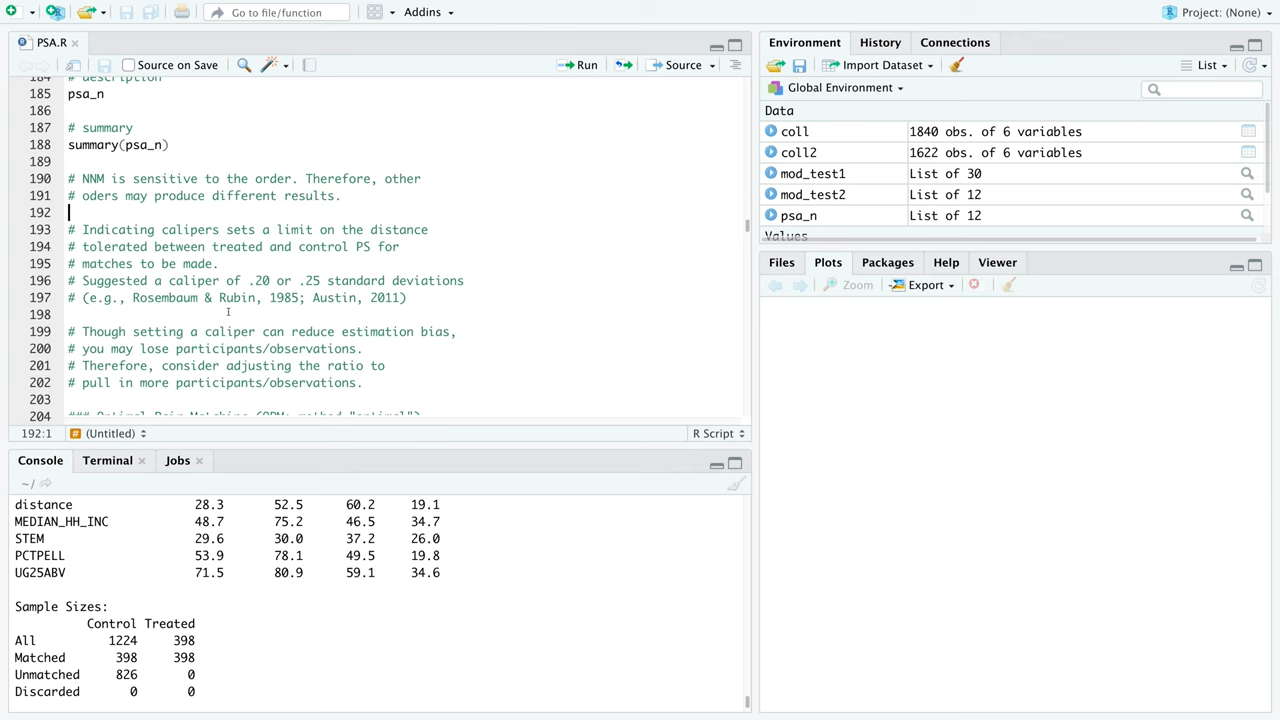 Go to file/function
Addins
Project: (None)
PSA.R
Source on Save
Run
Source
184 # description
185 psa_n
186
187 # summary
188 summary(psa_n)
189
190 # NNM is sensitive to the order. Therefore, other
191 # oders may produce different results.
192
193 # Indicating calipers sets a limit on the distance
194 # tolerated between treated and control PS for
195 # matches to be made.
196 # Suggested a caliper of .20 or .25 standard deviations
197 # (e.g., Rosembaum & Rubin, 1985; Austin, 2011)
198
199 # Though setting a caliper can reduce estimation bias,
200 # you may lose participants/observations.
201 # Therefore, consider adjusting the ratio to
202 # pull in more participants/observations.
203
204 ### Optimal Pair Matching (OPM; method "optimal")
192:1 # (Untitled) R Script
Console Terminal Jobs
~/
distance 28.3 52.5 60.2 19.1
MEDIAN_HH_INC 48.7 75.2 46.5 34.7
STEM 29.6 30.0 37.2 26.0
PCTPELL 53.9 78.1 49.5 19.8
UG25ABV 71.5 80.9 59.1 34.6
Sample Sizes:
Control Treated
All 1224 398
Matched 398 398
Unmatched 826 0
Discarded 0 0
Environment History Connections
Import Dataset List
Global Environment
Data
coll 1840 obs. of 6 variables
coll2 1622 obs. of 6 variables
mod_test1 List of 30
mod_test2 List of 12
psa_n List of 12
Values
Files Plots Packages Help Viewer
Zoom Export